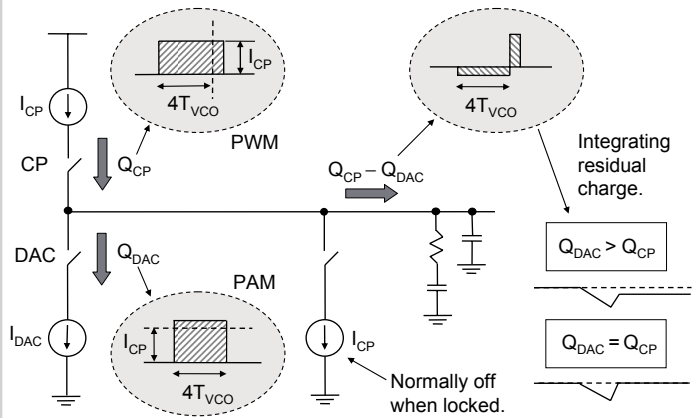 I_CP
4T_VCO
PWM
4T_VCO
I_CP
CP
Q_CP
Q_CP – Q_DAC
Integrating
residual
charge.
DAC
Q_DAC
PAM
Q_DAC > Q_CP
I_DAC
I_CP
4T_VCO
I_CP
Q_DAC = Q_CP
Normally off
when locked.